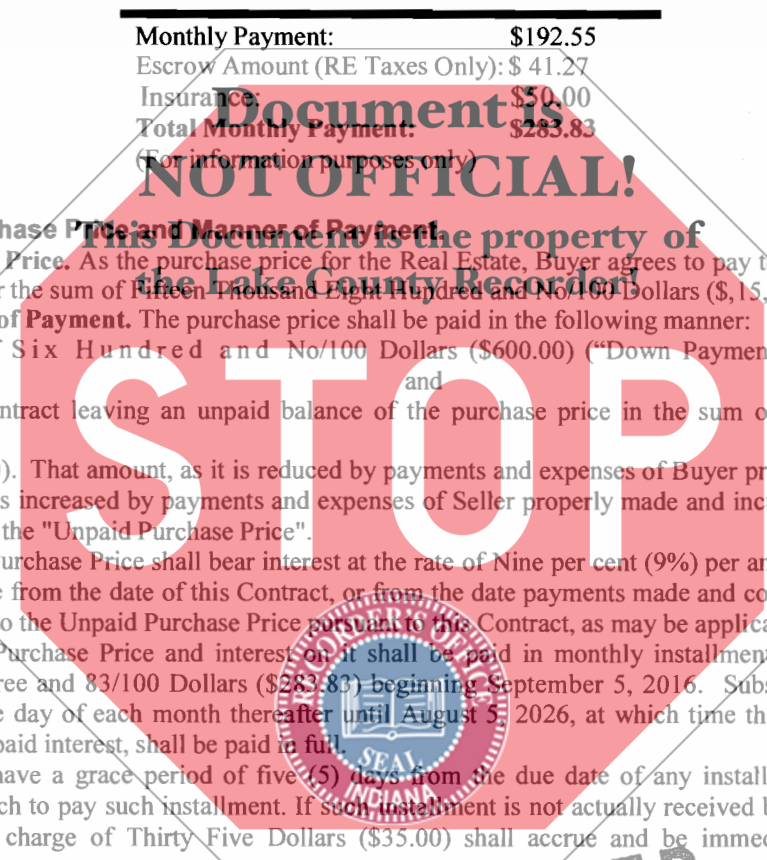 Monthly Payment: $192.55
Escrow Amount (RE Taxes Only): $ 41.27
Insurance: $50.00
Total Monthly Payment: $283.83
(For information purposes only)
Document is
NOT OFFICIAL!
This Document is the property of
the Lake County Recorder!
hase Price and Manner of Payment.
Price. As the purchase price for the Real Estate, Buyer agrees to pay t
r the sum of Fifteen Thousand Eight Hundred and No/100 Dollars ($,15,
of Payment. The purchase price shall be paid in the following manner:
f Six Hundred and No/100 Dollars ($600.00) ("Down Paymen
and
ntract leaving an unpaid balance of the purchase price in the sum o
). That amount, as it is reduced by payments and expenses of Buyer pr
s increased by payments and expenses of Seller properly made and inc
the "Unpaid Purchase Price".
urchase Price shall bear interest at the rate of Nine per cent (9%) per an
e from the date of this Contract, or from the date payments made and co
o the Unpaid Purchase Price pursuant to this Contract, as may be applica
Purchase Price and interest on it shall be paid in monthly installmen
ree and 83/100 Dollars ($283.83) beginning September 5, 2016. Subs
e day of each month thereafter until August 5, 2026, at which time th
paid interest, shall be paid in full.
have a grace period of five (5) days from the due date of any install
ch to pay such installment. If such installment is not actually received b
charge of Thirty Five Dollars ($35.00) shall accrue and be immed
STOP
RECORDER'S OFFICE
SEAL
INDIANA